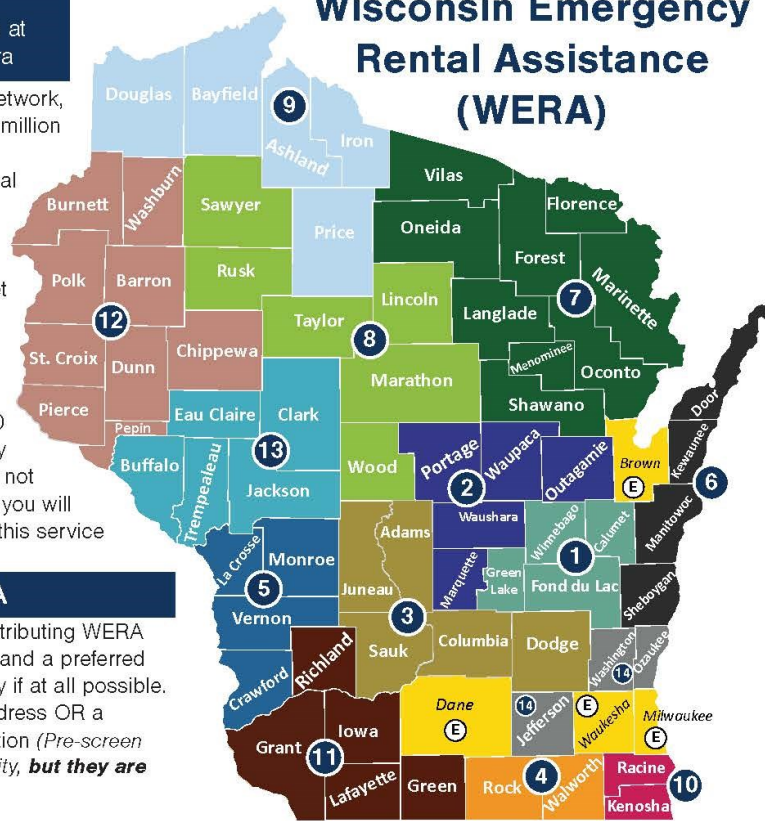 Wisconsin Emergency
Rental Assistance
(WERA)
at
ra
etwork,
million
al
et
not
you will
this service
A
tributing WERA
and a preferred
y if at all possible.
dress OR a
tion (Pre-screen
ity, but they are
Douglas
Bayfield
9
Ashland
Iron
Burnett
Washburn
Sawyer
Price
Vilas
Oneida
Florence
Forest
7
Marinette
Polk
Barron
12
Rusk
Taylor
Lincoln
8
Langlade
Menominee
Oconto
St. Croix
Dunn
Chippewa
Marathon
Shawano
Pierce
Pepin
Eau Claire
Clark
13
Buffalo
Trempealeau
Jackson
Wood
Portage
Waupaca
2
Outagamie
Brown
E
Door
Kewaunee
6
Waushara
Marquette
Winnebago
Calumet
1
Green
Lake
Fond du Lac
Manitowoc
Sheboygan
La Crosse
Monroe
5
Vernon
Crawford
Adams
Juneau
3
Sauk
Columbia
Dodge
Washington
14
Ozaukee
Richland
Dane
E
14
Jefferson
E
Waukesha
Milwaukee
E
Grant
Iowa
11
Lafayette
Green
Rock
4
Walworth
Racine
10
Kenosha